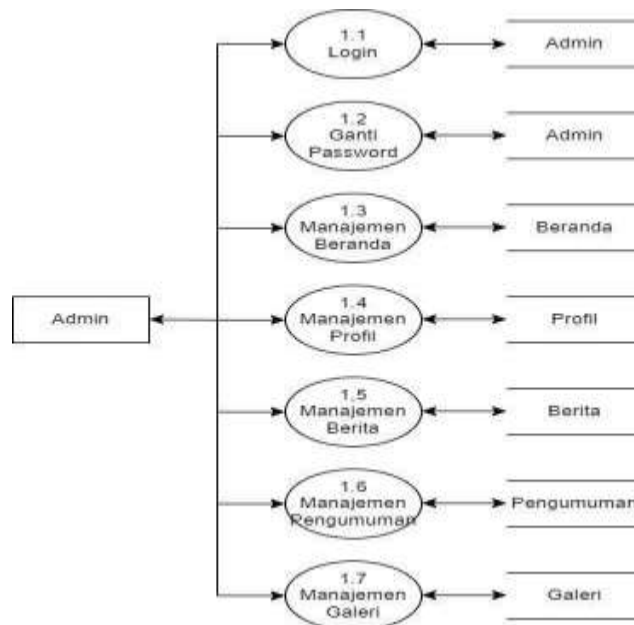 1.1
Login
Admin
1.2
Ganti
Password
Admin
1.3
Manajemen
Beranda
Beranda
Admin
1.4
Manajemen
Profil
Profil
1.5
Manajemen
Berita
Berita
1.6
Manajemen
Pengumuman
Pengumuman
1.7
Manajemen
Galeri
Galeri